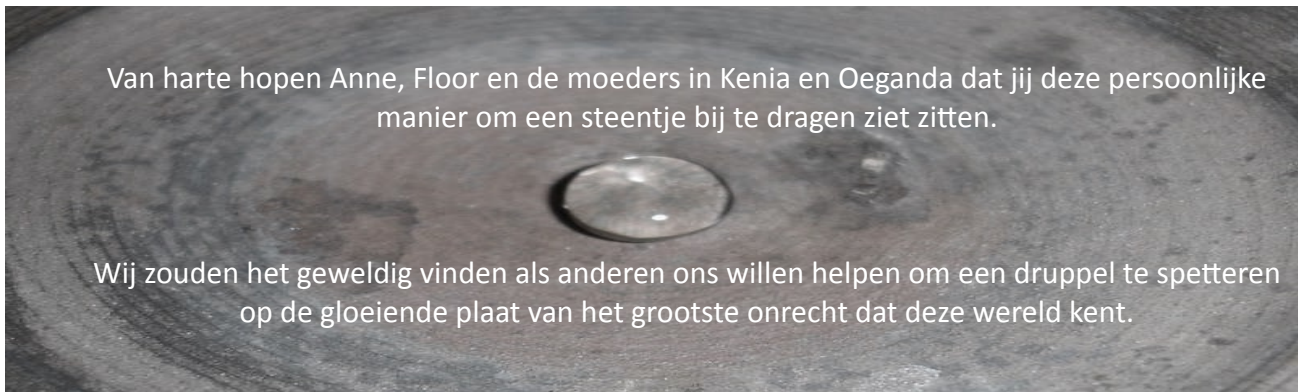 Van harte hopen Anne, Floor en de moeders in Kenia en Oeganda dat jij deze persoonlijke
manier om een steentje bij te dragen ziet zitten.
Wij zouden het geweldig vinden als anderen ons willen helpen om een druppel te spetteren
op de gloeiende plaat van het grootste onrecht dat deze wereld kent.